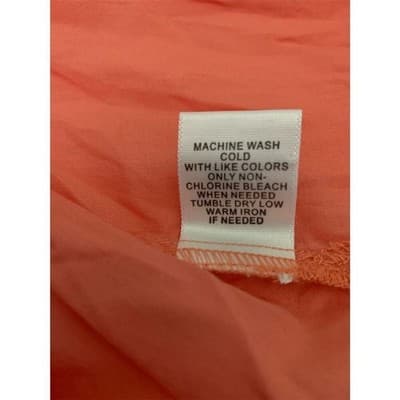 MACHINE WASH
COLD
WITH LIKE COLORS
ONLY NON-
CHLORINE BLEACH
WHEN NEEDED
TUMBLE DRY LOW
WARM IRON
IF NEEDED